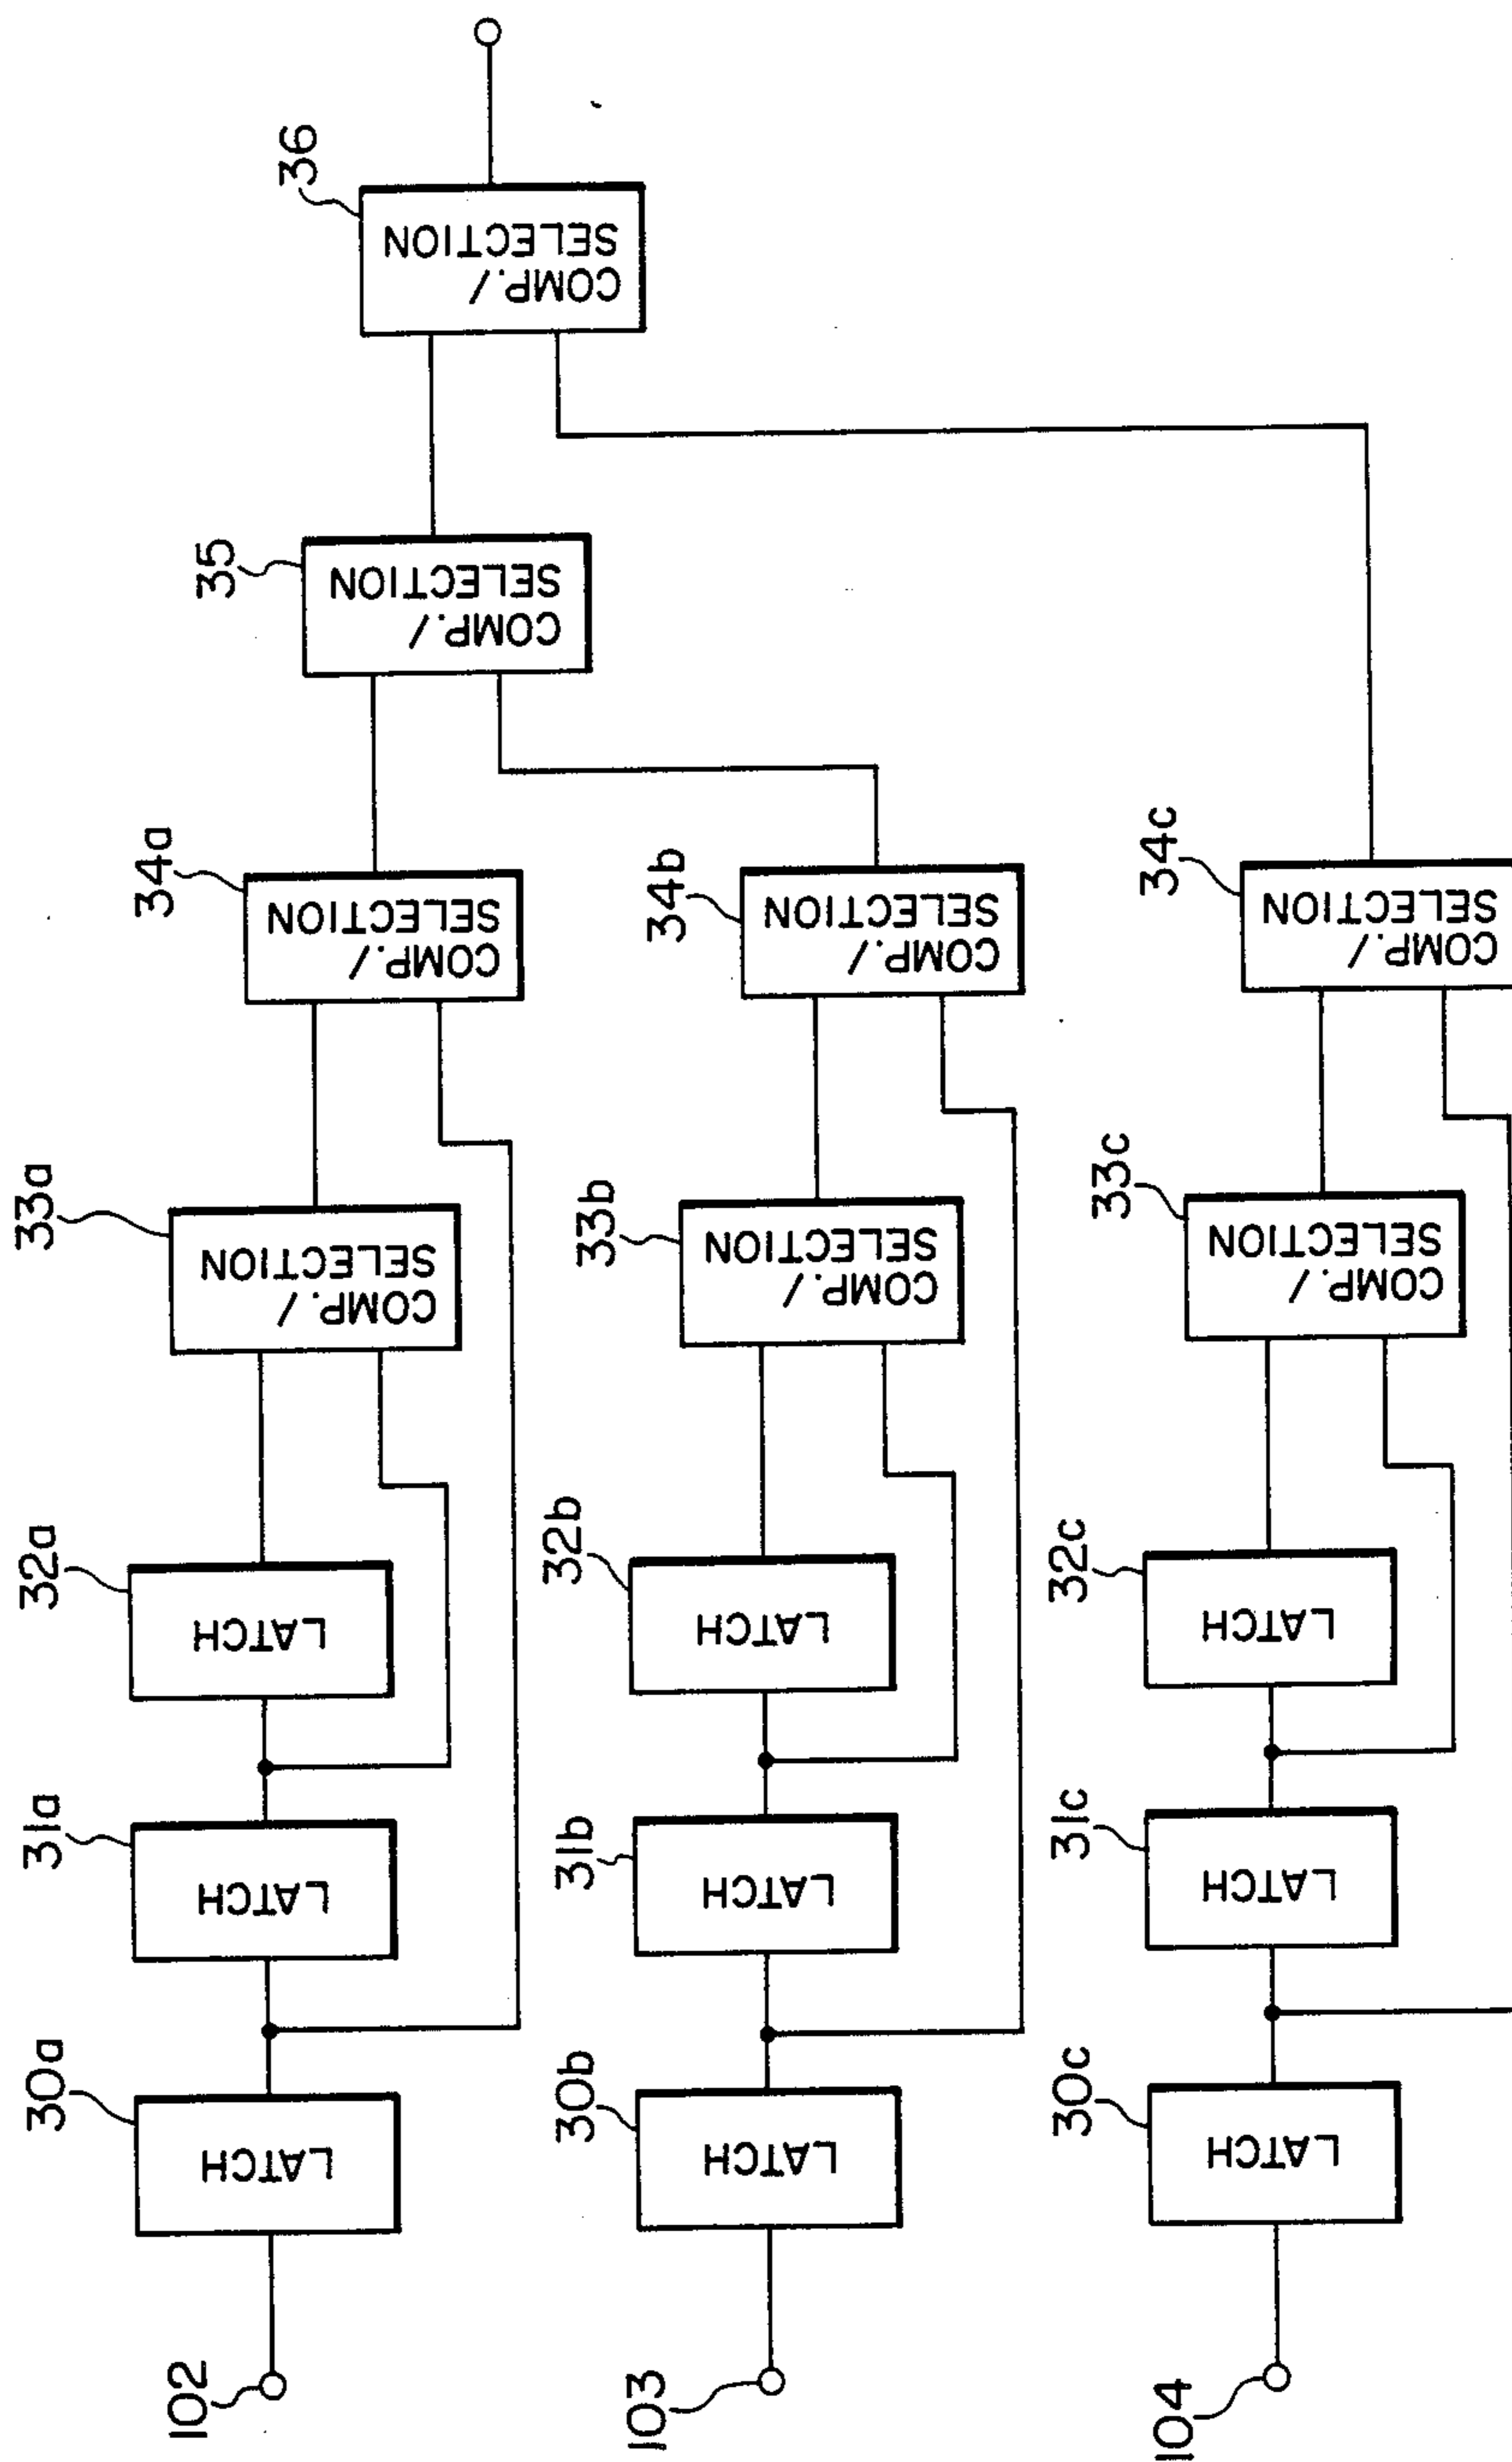 102
30a
LATCH
31a
LATCH
32a
LATCH
33a
COMP./
SELECTION
34a
COMP./
SELECTION
35
COMP./
SELECTION
36
COMP./
SELECTION
103
30b
LATCH
31b
LATCH
32b
LATCH
33b
COMP./
SELECTION
34b
COMP./
SELECTION
104
30c
LATCH
31c
LATCH
32c
LATCH
33c
COMP./
SELECTION
34c
COMP./
SELECTION